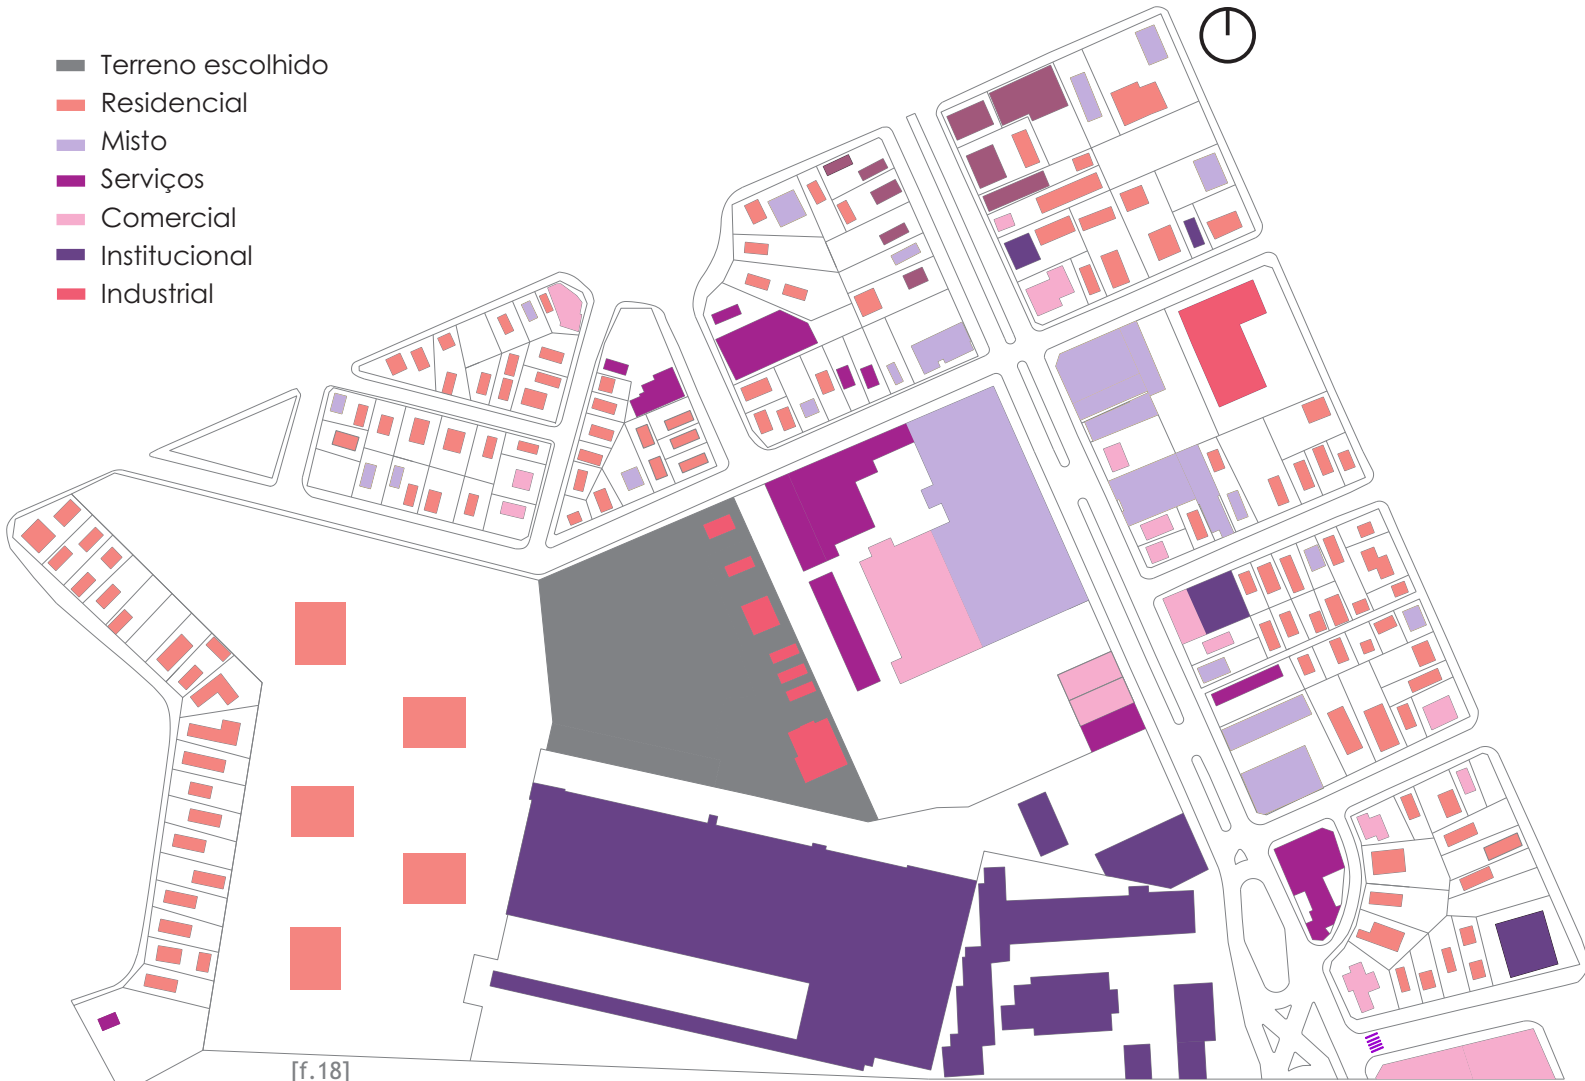 Terreno escolhido
Residencial
Misto
Serviços
Comercial
Institucional
Industrial
[f.18]